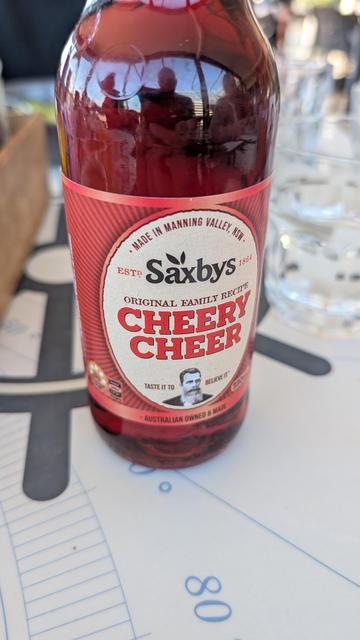 • MADE IN MANNING VALLEY, NSW •
ESTD Saxbys 1864
ORIGINAL FAMILY RECIPE
CHEERY
CHEER
TASTE IT TO BELIEVE IT
• AUSTRALIAN OWNED & MADE
80